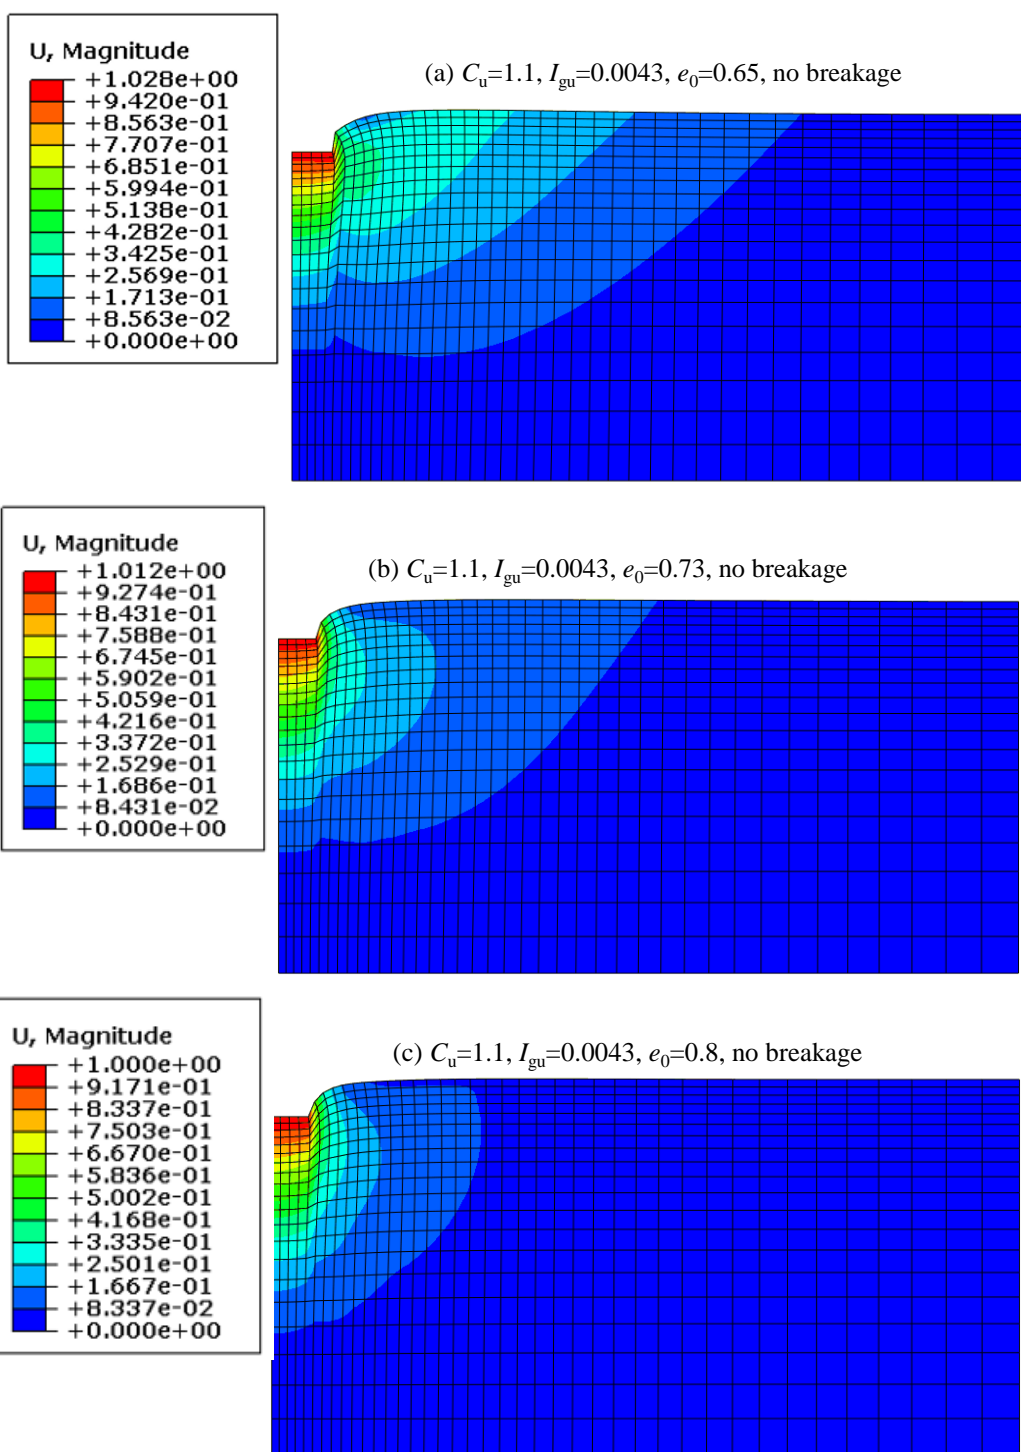 U, Magnitude
+1.028e+00
+9.420e-01
+8.563e-01
+7.707e-01
+6.851e-01
+5.994e-01
+5.138e-01
+4.282e-01
+3.425e-01
+2.569e-01
+1.713e-01
+8.563e-02
+0.000e+00
(a) Cu=1.1, Igu=0.0043, e0=0.65, no breakage
U, Magnitude
+1.012e+00
+9.274e-01
+8.431e-01
+7.588e-01
+6.745e-01
+5.902e-01
+5.059e-01
+4.216e-01
+3.372e-01
+2.529e-01
+1.686e-01
+8.431e-02
+0.000e+00
(b) Cu=1.1, Igu=0.0043, e0=0.73, no breakage
U, Magnitude
+1.000e+00
+9.171e-01
+8.337e-01
+7.503e-01
+6.670e-01
+5.836e-01
+5.002e-01
+4.168e-01
+3.335e-01
+2.501e-01
+1.667e-01
+8.337e-02
+0.000e+00
(c) Cu=1.1, Igu=0.0043, e0=0.8, no breakage